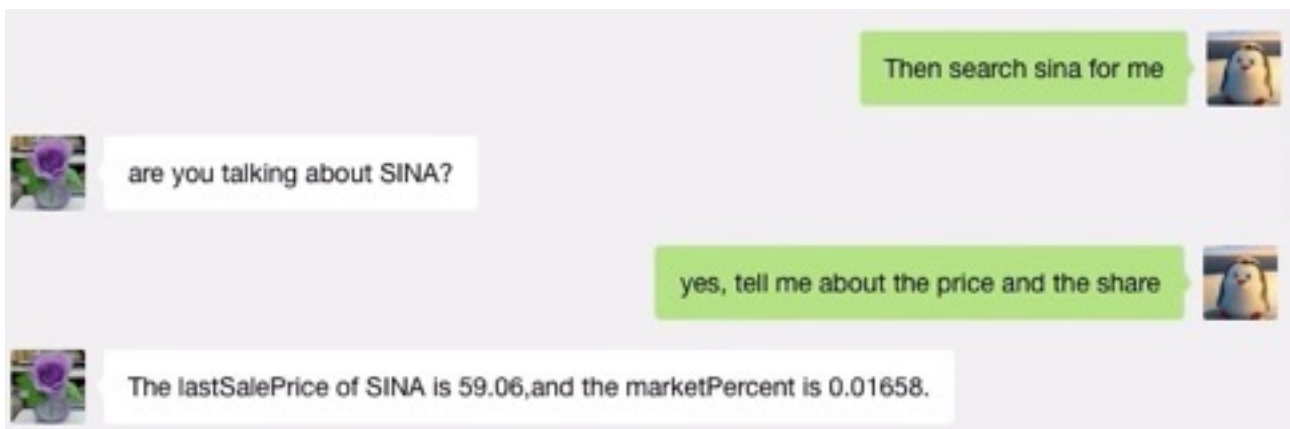 Then search sina for me
are you talking about SINA?
yes, tell me about the price and the share
The lastSalePrice of SINA is 59.06,and the marketPercent is 0.01658.